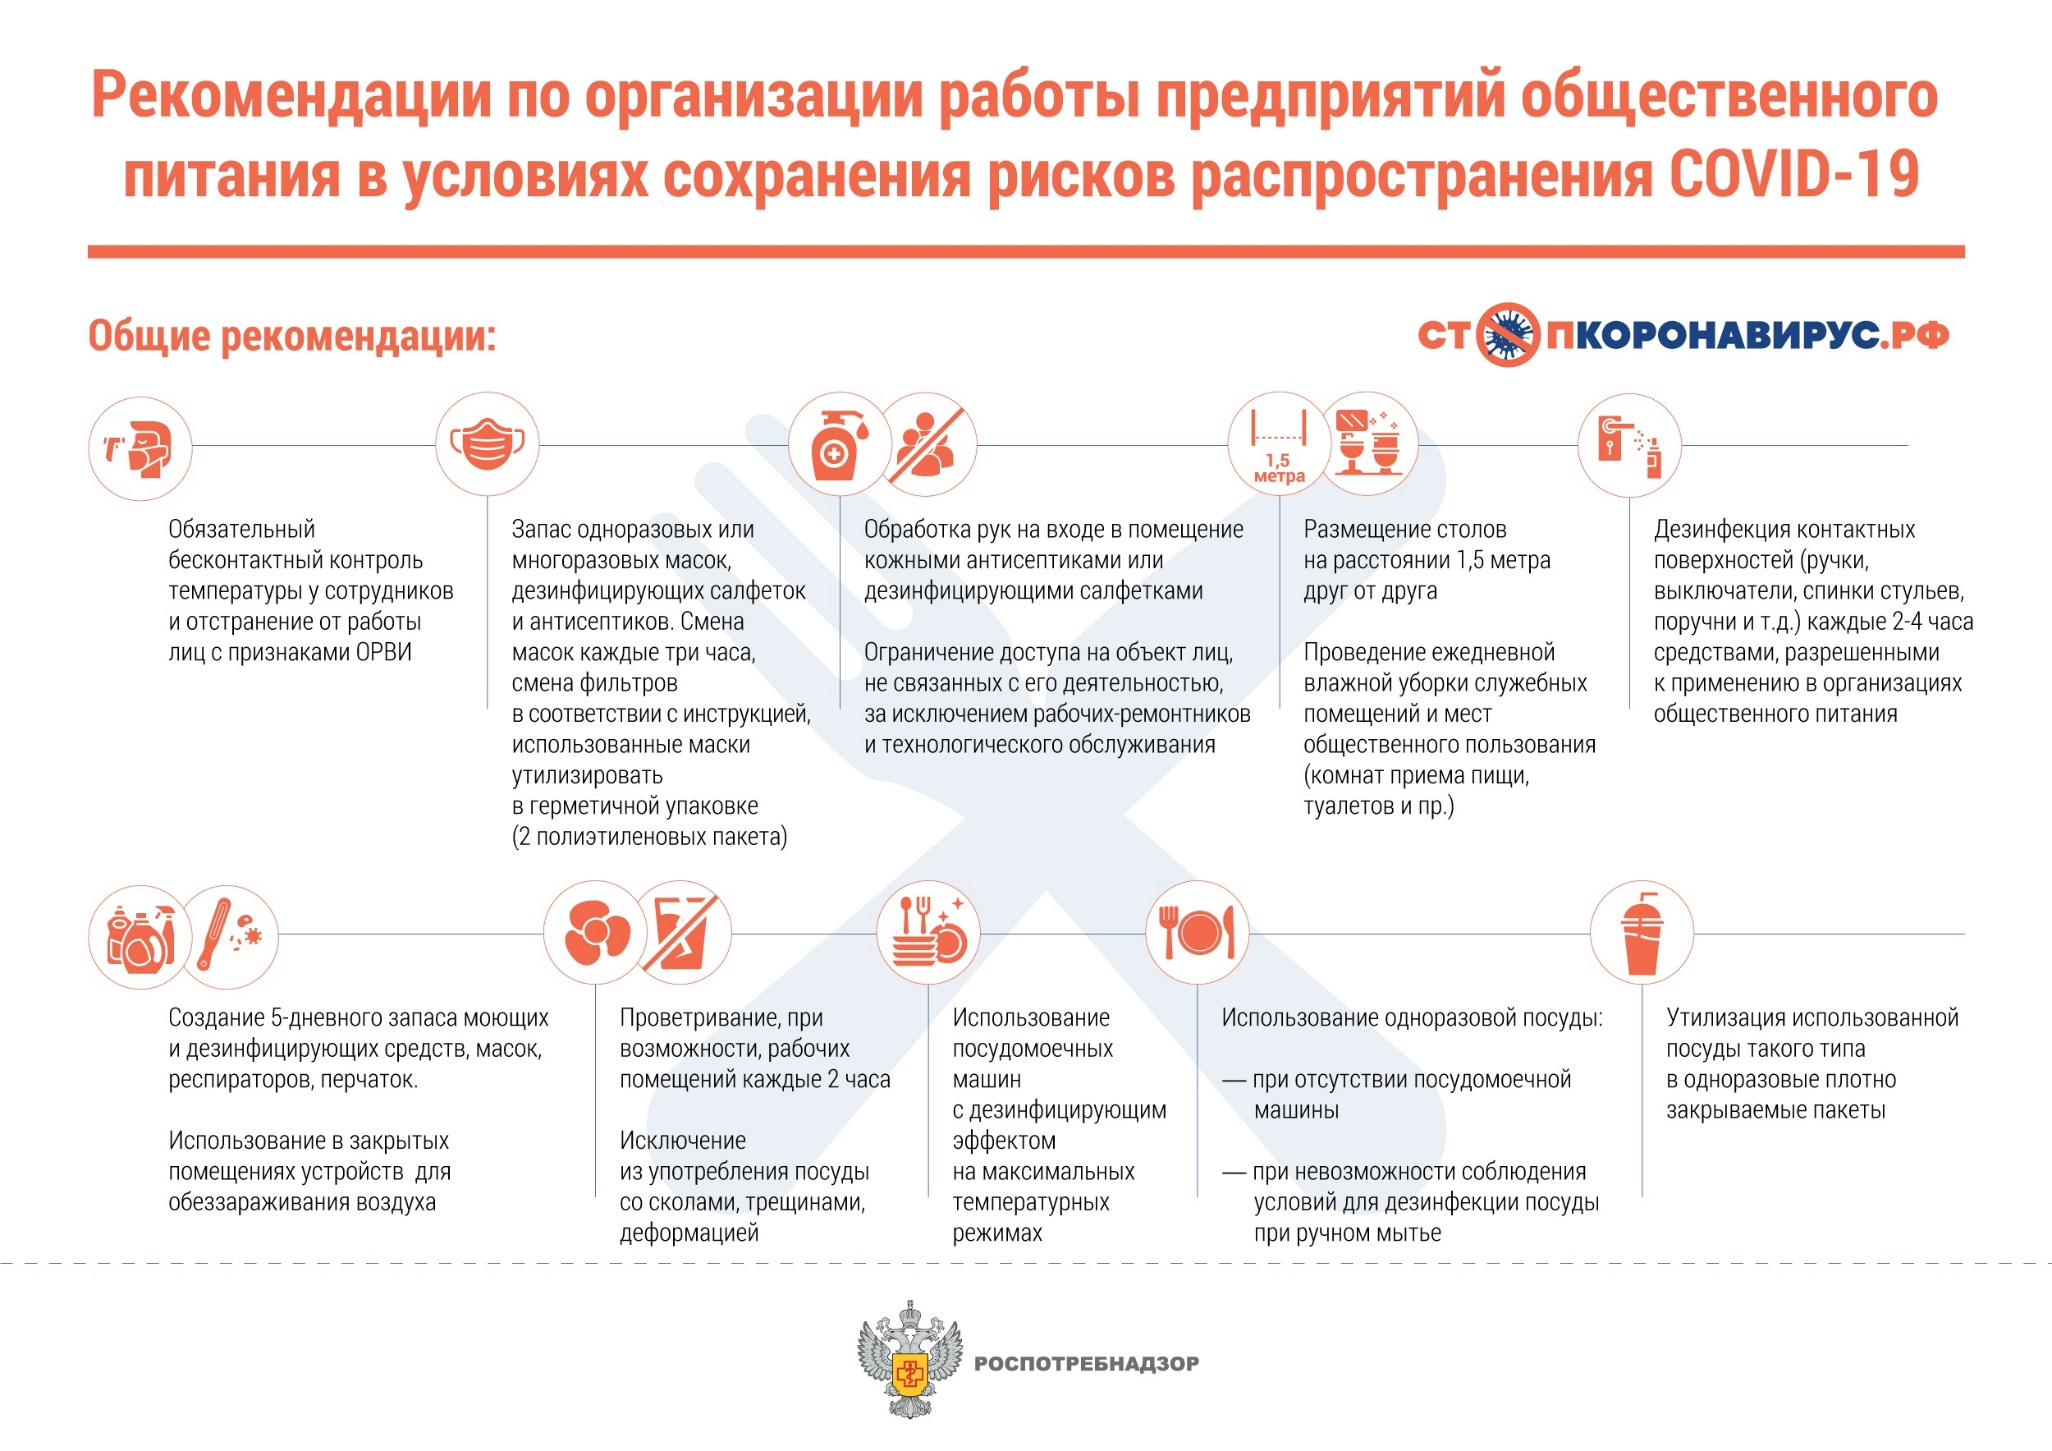 Рекомендации по организации работы предприятий общественного
питания в условиях сохранения рисков распространения COVID-19
Общие рекомендации:
СТОПКОРОНАВИРУС.РФ
Обязательный
бесконтактный контроль
температуры у сотрудников
и отстранение от работы
лиц с признаками ОРВИ
Запас одноразовых или
многоразовых масок,
дезинфицирующих салфеток
и антисептиков. Смена
масок каждые три часа,
смена фильтров
в соответствии с инструкцией,
использованные маски
утилизировать
в герметичной упаковке
(2 полиэтиленовых пакета)
Обработка рук на входе в помещение
кожными антисептиками или
дезинфицирующими салфетками
Ограничение доступа на объект лиц,
не связанных с его деятельностью,
за исключением рабочих-ремонтников
и технологического обслуживания
1,5
метра
Размещение столов
на расстоянии 1,5 метра
друг от друга
Проведение ежедневной
влажной уборки служебных
помещений и мест
общественного пользования
(комнат приема пищи,
туалетов и пр.)
Дезинфекция контактных
поверхностей (ручки,
выключатели, спинки стульев,
поручни и т.д.) каждые 2-4 часа
средствами, разрешенными
к применению в организациях
общественного питания
Создание 5-дневного запаса моющих
и дезинфицирующих средств, масок,
респираторов, перчаток.
Использование в закрытых
помещениях устройств для
обеззараживания воздуха
Проветривание, при
возможности, рабочих
помещений каждые 2 часа
Исключение
из употребления посуды
со сколами, трещинами,
деформацией
Использование
посудомоечных
машин
с дезинфицирующим
эффектом
на максимальных
температурных
режимах
Использование одноразовой посуды:
— при отсутствии посудомоечной
машины
— при невозможности соблюдения
условий для дезинфекции посуды
при ручном мытье
Утилизация использованной
посуды такого типа
в одноразовые плотно
закрываемые пакеты
РОСПОТРЕБНАДЗОР